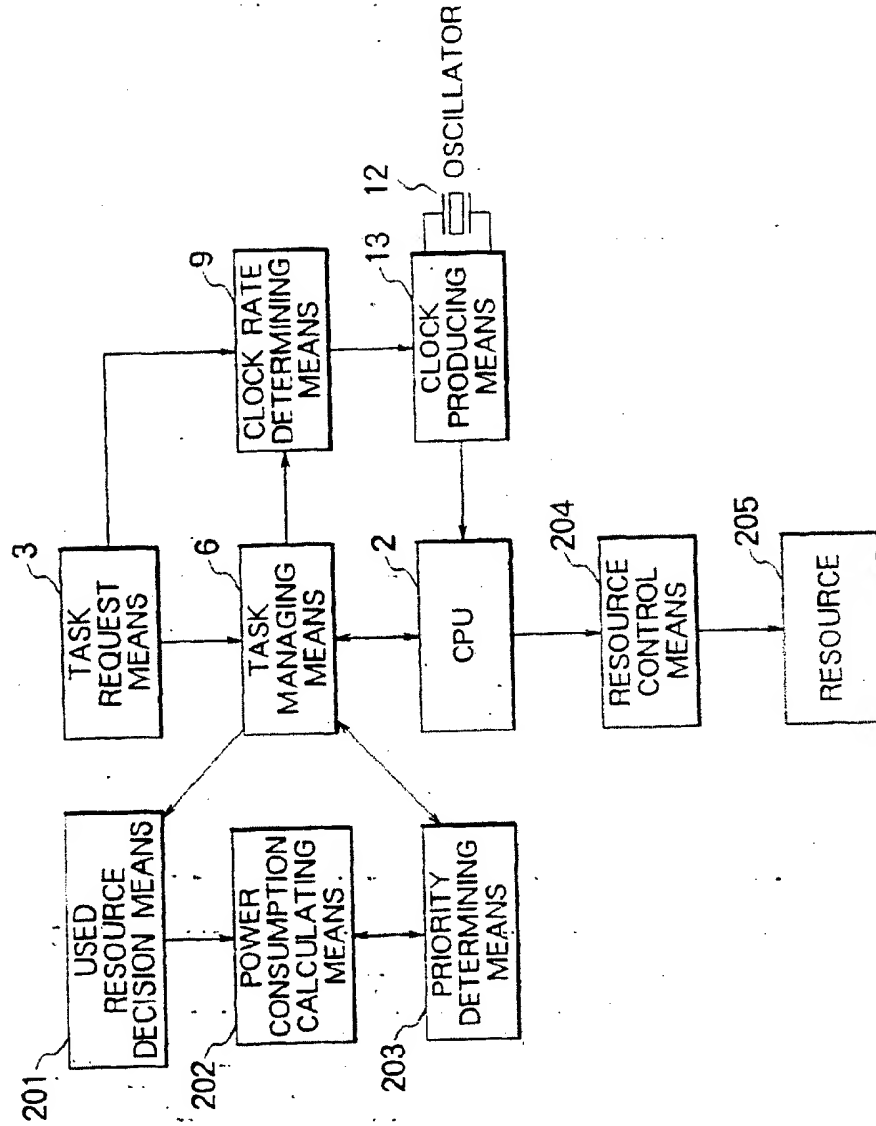 3
TASK
REQUEST
MEANS
201
USED
RESOURCE
DECISION MEANS
6
TASK
MANAGING
MEANS
9
CLOCK RATE
DETERMINING
MEANS
202
POWER
CONSUMPTION
CALCULATING
MEANS
2
CPU
13
CLOCK
PRODUCING
MEANS
12
OSCILLATOR
203
PRIORITY
DETERMINING
MEANS
204
RESOURCE
CONTROL
MEANS
205
RESOURCE